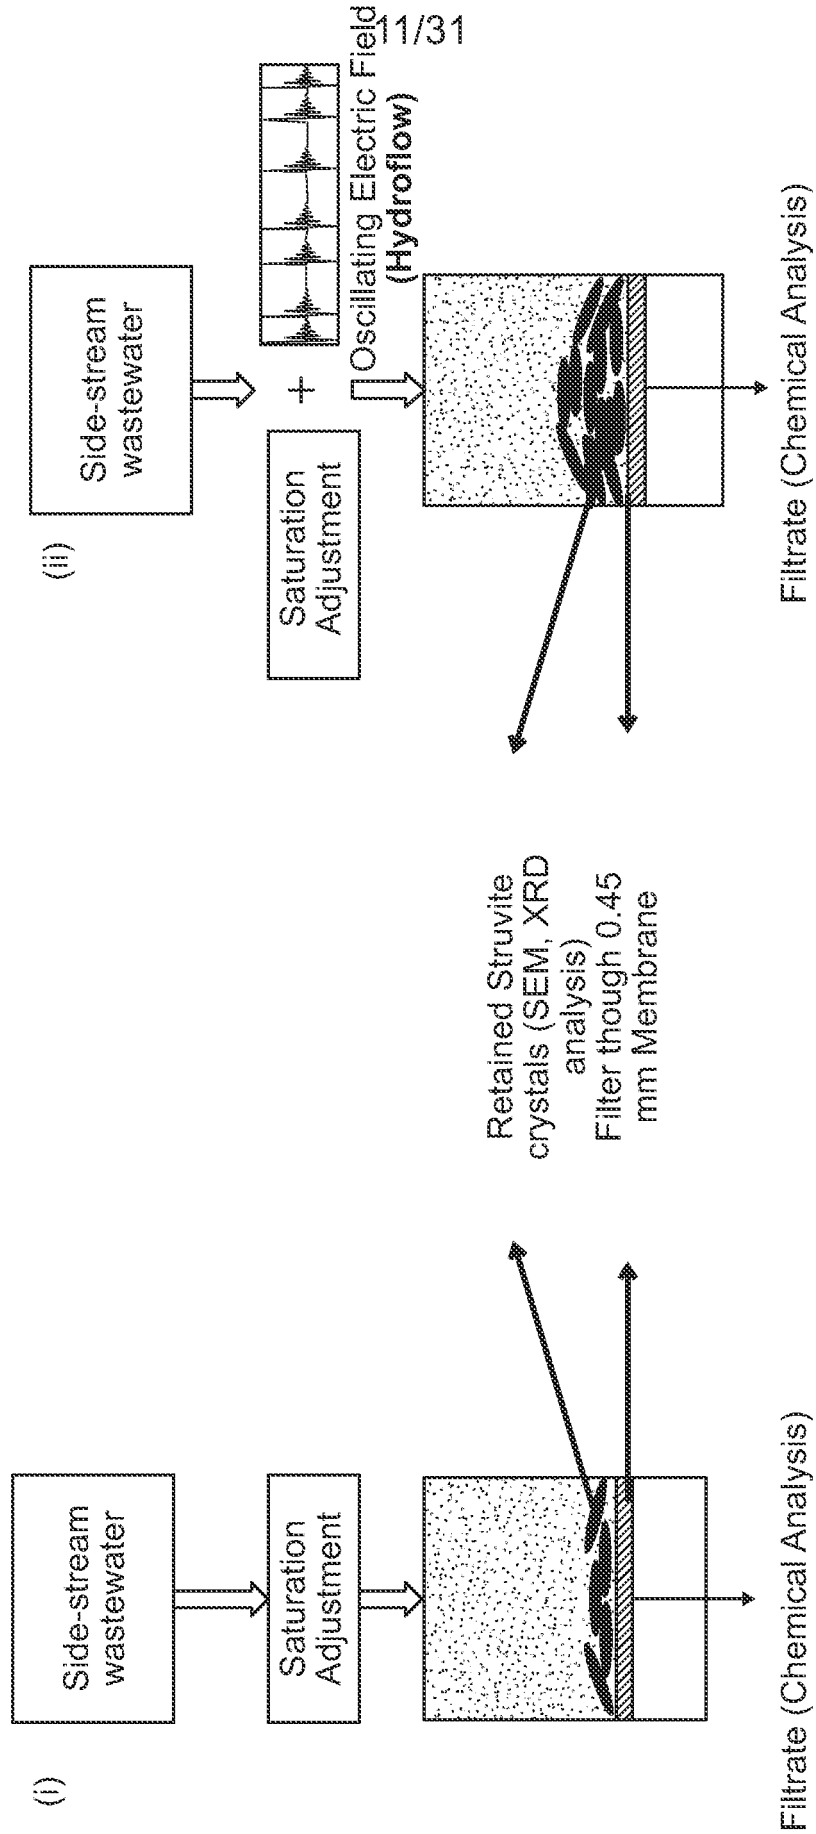 11/31
(i)
Side-stream
wastewater
Saturation
Adjustment
Filtrate (Chemical Analysis)
Retained Struvite
crystals (SEM, XRD
analysis)
Filter though 0.45
mm Membrane
(ii)
Side-stream
wastewater
Saturation
Adjustment
+
Oscillating Electric Field
(Hydroflow)
Filtrate (Chemical Analysis)